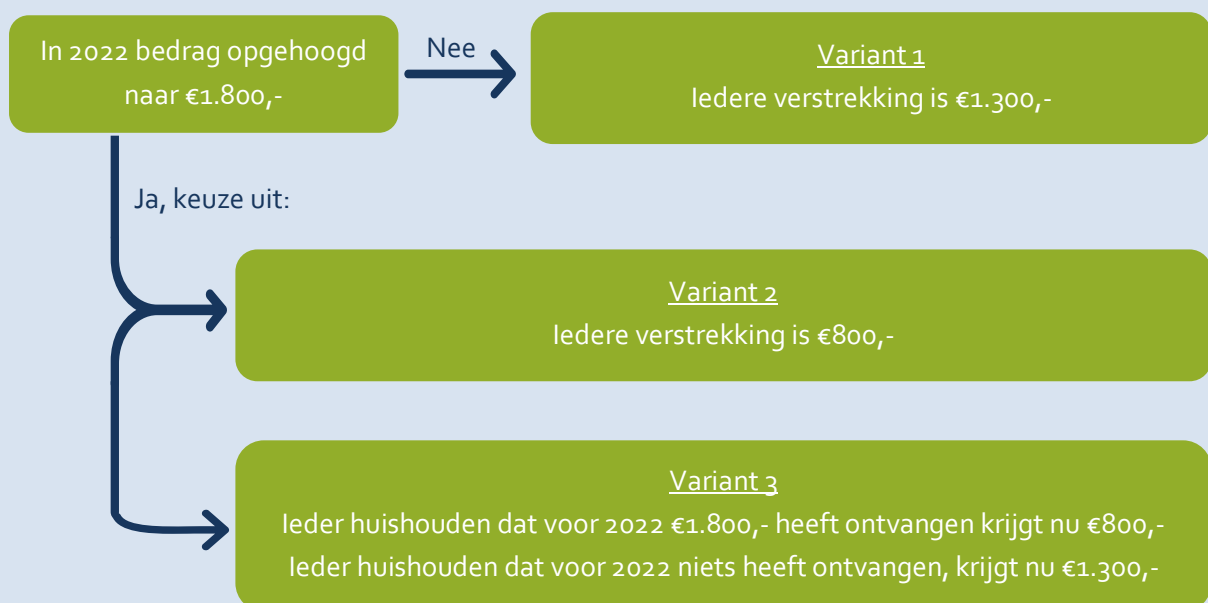 In 2022 bedrag opgehoogd
naar €1.800,-
Nee
Variant 1
Iedere verstrekking is €1.300,-
Ja, keuze uit:
Variant 2
Iedere verstrekking is €800,-
Variant 3
Ieder huishouden dat voor 2022 €1.800,- heeft ontvangen krijgt nu €800,-
Ieder huishouden dat voor 2022 niets heeft ontvangen, krijgt nu €1.300,-